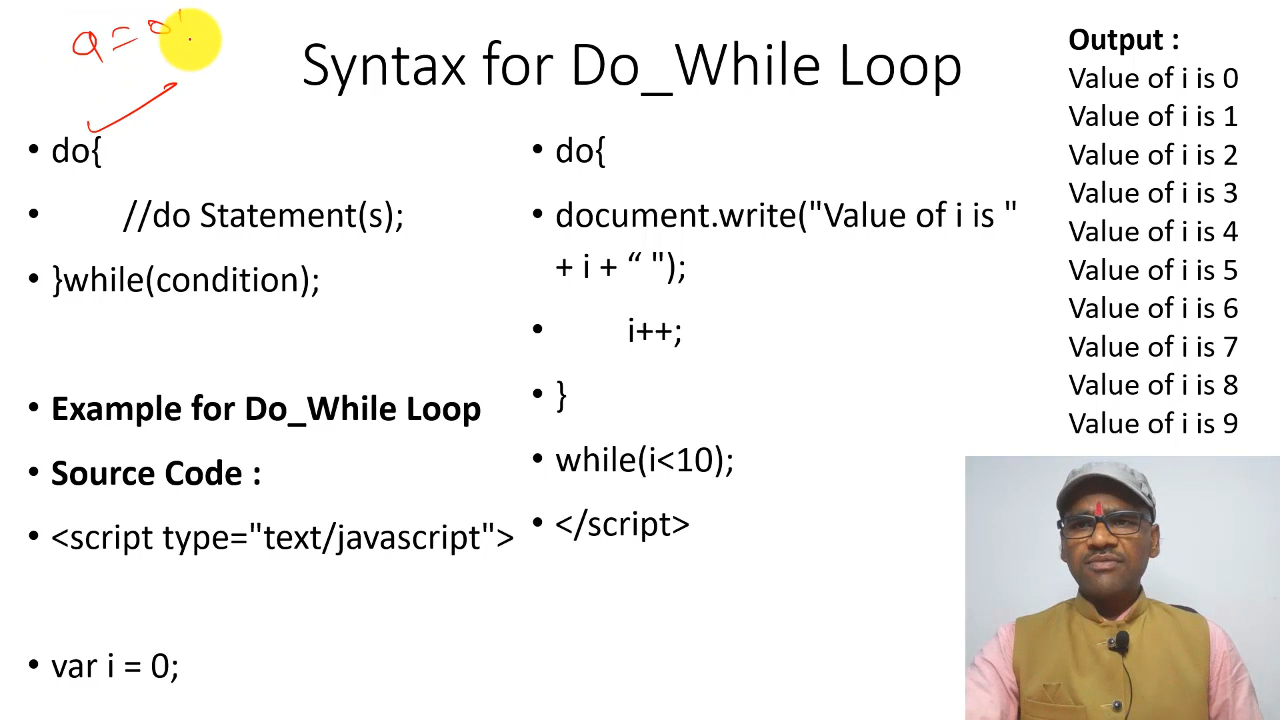 a = 0
Syntax for Do_While Loop
• do{
• //do Statement(s);
• }while(condition);
• Example for Do_While Loop
• Source Code :
• <script type="text/javascript">
• var i = 0;
• do{
• document.write("Value of i is "
+ i + “ ");
• i++;
• }
• while(i<10);
• </script>
Output :
Value of i is 0
Value of i is 1
Value of i is 2
Value of i is 3
Value of i is 4
Value of i is 5
Value of i is 6
Value of i is 7
Value of i is 8
Value of i is 9